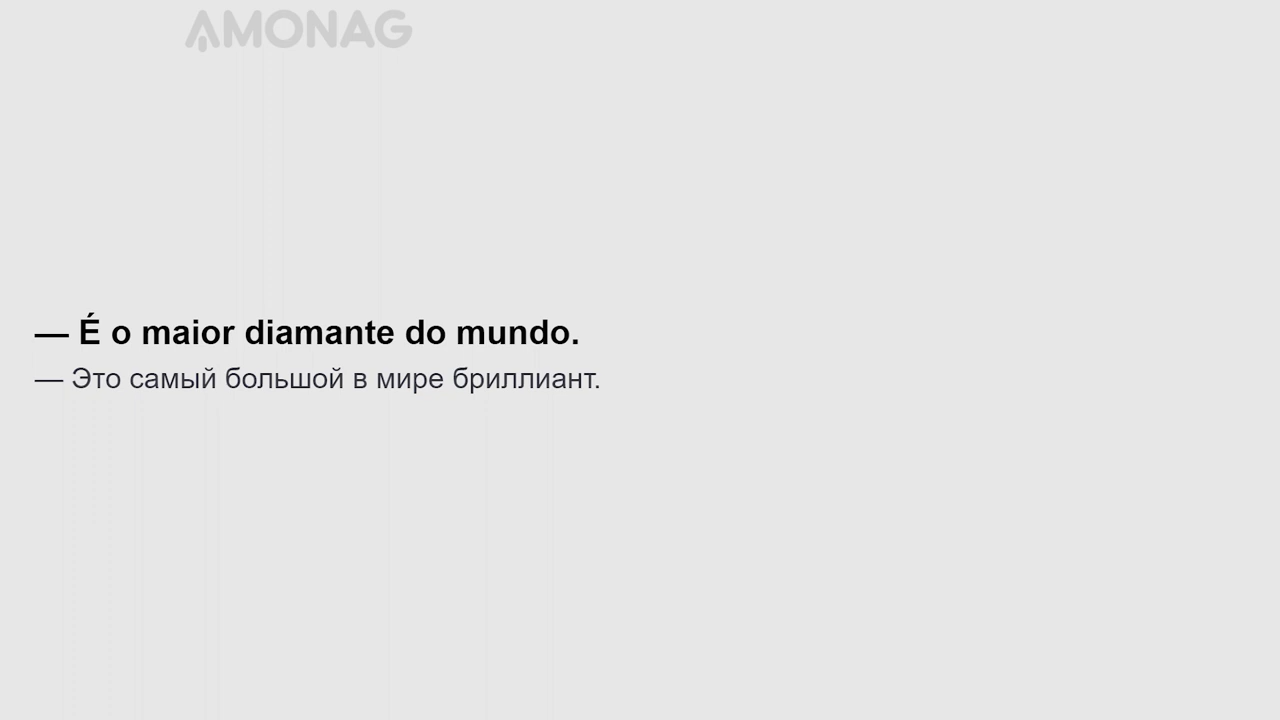 AMONAG
— É o maior diamante do mundo.
— Это самый большой в мире бриллиант.